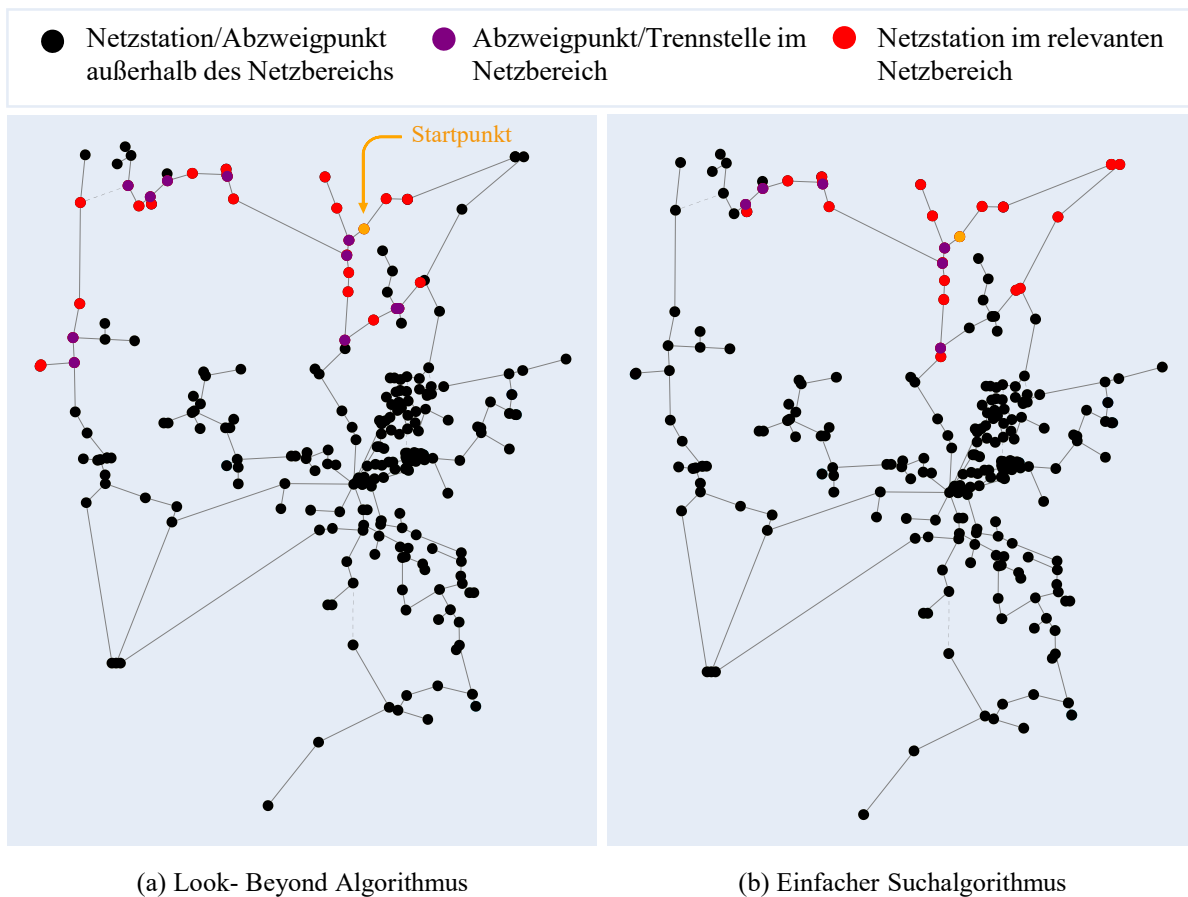 Netzstation/Abzweigpunkt
außerhalb des Netzbereichs
Abzweigpunkt/Trennstelle im
Netzbereich
Netzstation im relevanten
Netzbereich
Startpunkt
(a) Look- Beyond Algorithmus
(b) Einfacher Suchalgorithmus